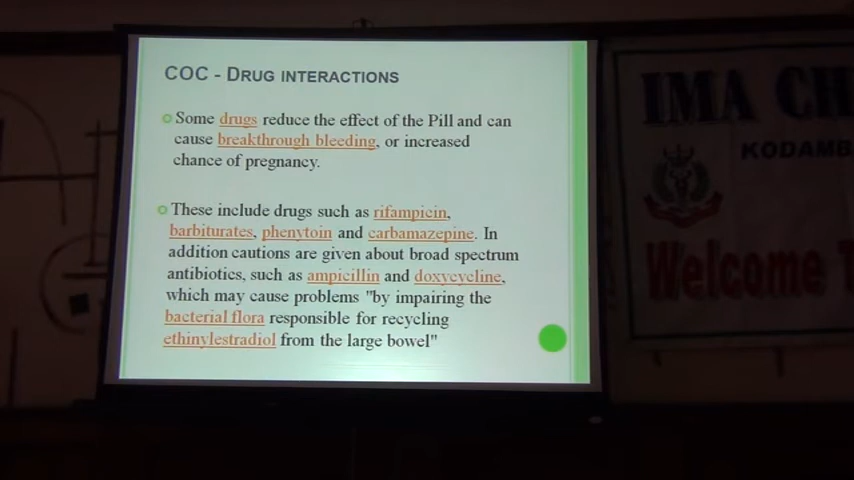 COC - DRUG INTERACTIONS
Some drugs reduce the effect of the Pill and can
cause breakthrough bleeding, or increased
chance of pregnancy.
These include drugs such as rifampicin,
barbiturates, phenytoin and carbamazepine. In
addition cautions are given about broad spectrum
antibiotics, such as ampicillin and doxycycline,
which may cause problems "by impairing the
bacterial flora responsible for recycling
ethinylestradiol from the large bowel"
IMA CH
KODAMB
Welcome T